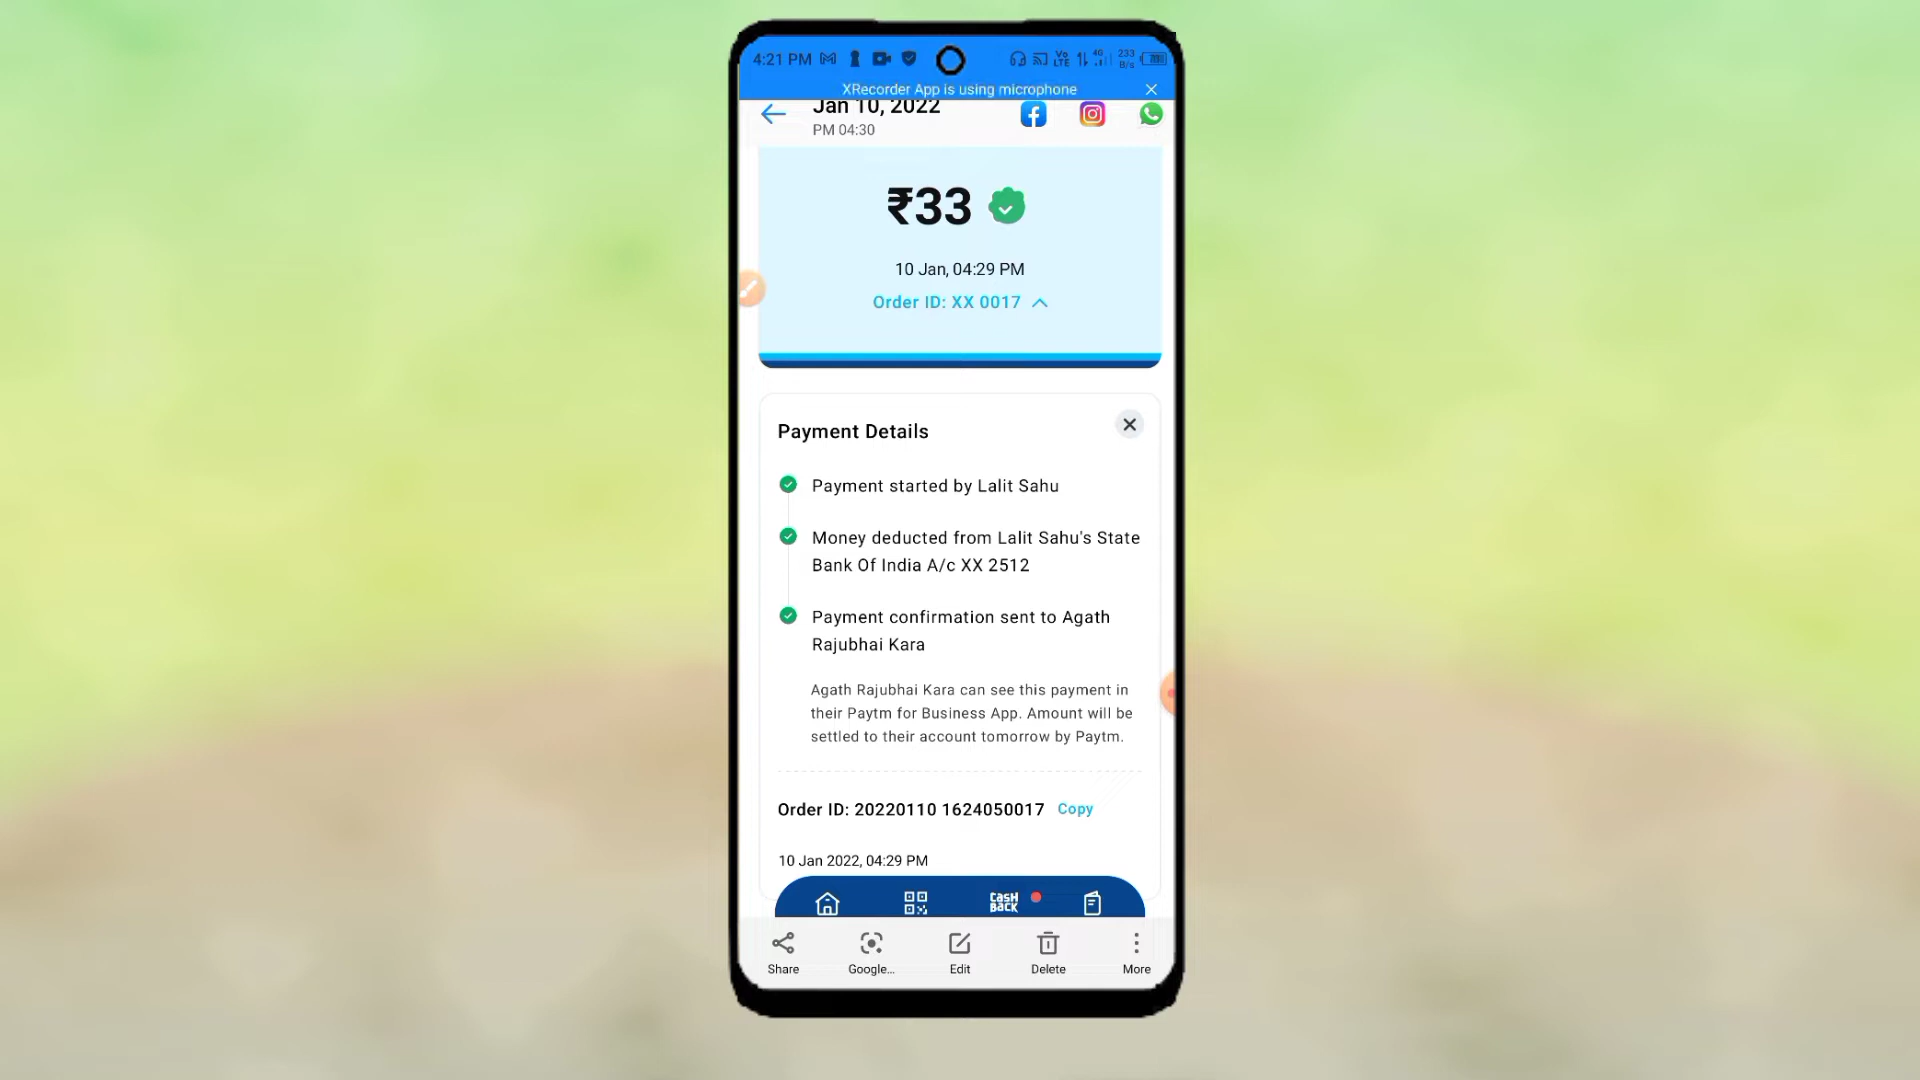 4:21 PM
Vo LTE
4G
233 B/s
XRecorder App is using microphone
Jan 10, 2022
PM 04:30
₹33
10 Jan, 04:29 PM
Order ID: XX 0017
Payment Details
Payment started by Lalit Sahu
Money deducted from Lalit Sahu's State
Bank Of India A/c XX 2512
Payment confirmation sent to Agath
Rajubhai Kara
Agath Rajubhai Kara can see this payment in
their Paytm for Business App. Amount will be
settled to their account tomorrow by Paytm.
Order ID: 20220110 1624050017 Copy
10 Jan 2022, 04:29 PM
CASH
BACK
Share Google... Edit Delete More